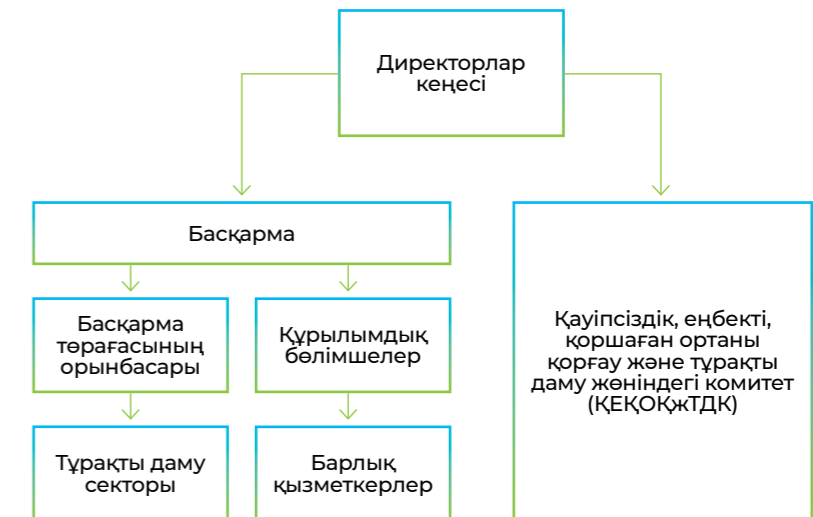 Директорлар
кеңесі
Басқарма
Басқарма
төрағасының
орынбасары
Құрылымдық
бөлімшелер
Тұрақты даму
секторы
Барлық
қызметкерлер
Қауіпсіздік, еңбекті,
қоршаған ортаны
қорғау және тұрақты
даму жөніндегі комитет
(ҚЕҚОҚжТДК)